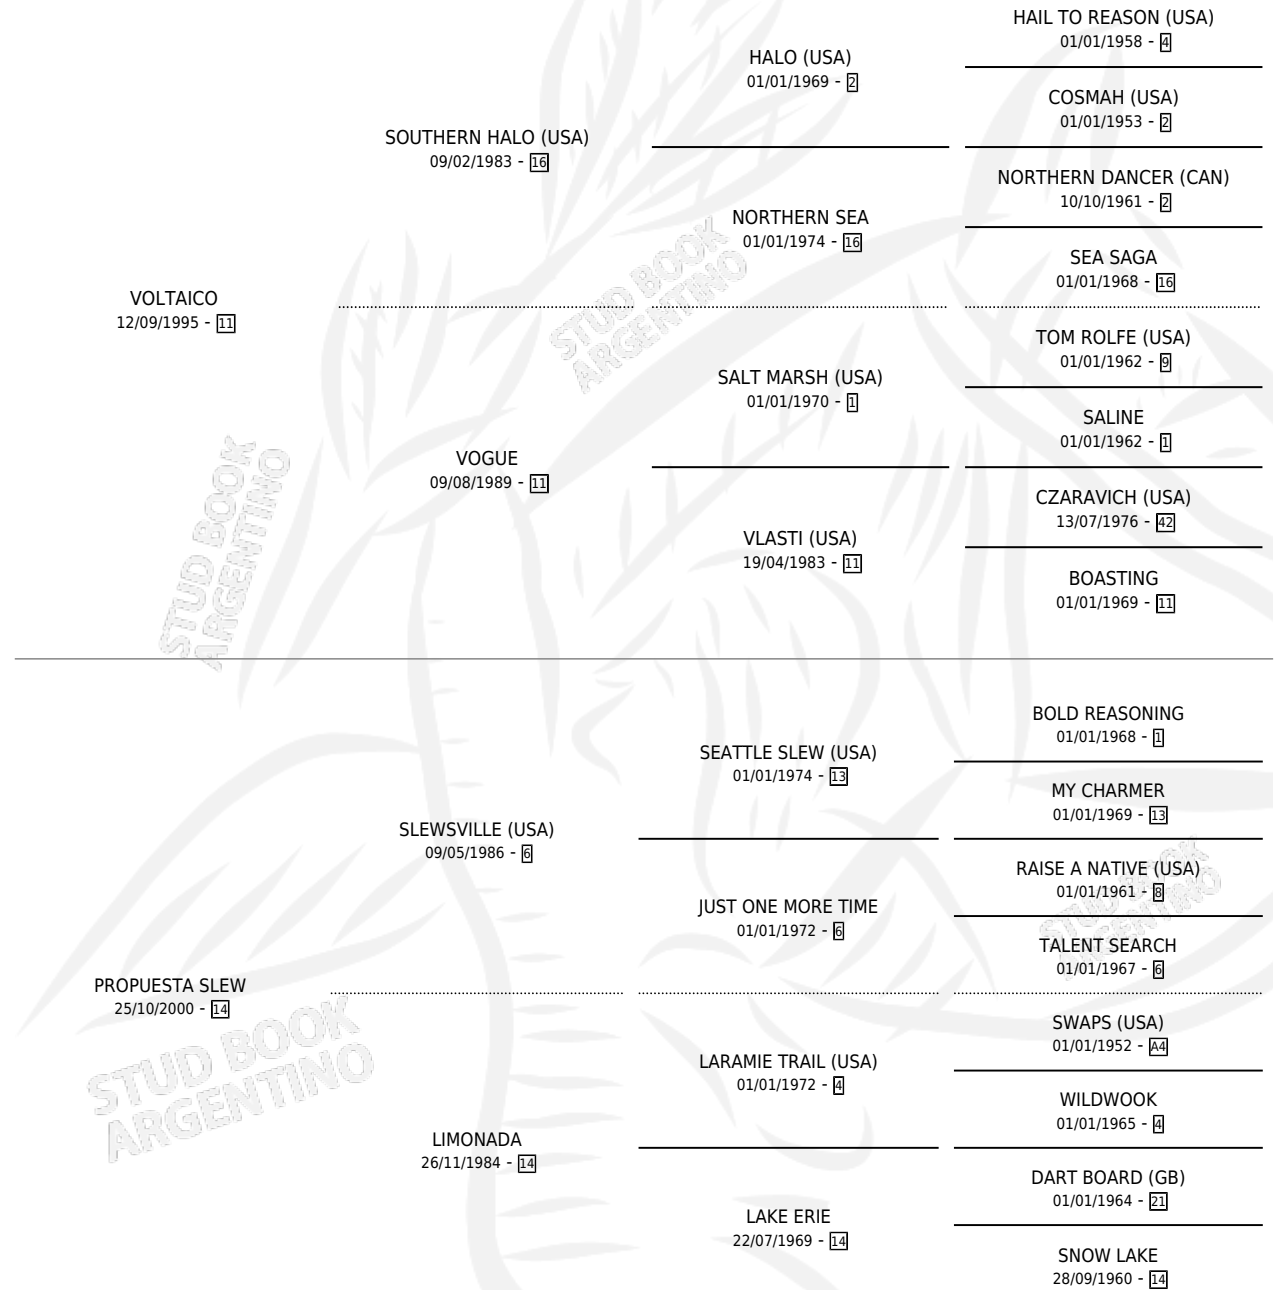 HAIL TO REASON (USA)
01/01/1958 - 4
HALO (USA)
01/01/1969 - 2
COSMAH (USA)
01/01/1953 - 2
SOUTHERN HALO (USA)
09/02/1983 - 16
NORTHERN DANCER (CAN)
10/10/1961 - 2
NORTHERN SEA
01/01/1974 - 16
SEA SAGA
01/01/1968 - 16
VOLTAICO
12/09/1995 - 11
STUD BOOK
ARGENTINO
TOM ROLFE (USA)
01/01/1962 - 9
SALT MARSH (USA)
01/01/1970 - 1
SALINE
01/01/1962 - 1
VOGUE
09/08/1989 - 11
CZARAVICH (USA)
13/07/1976 - 42
VLASTI (USA)
19/04/1983 - 11
BOASTING
01/01/1969 - 11
STUD BOOK
ARGENTINO
BOLD REASONING
01/01/1968 - 1
SEATTLE SLEW (USA)
01/01/1974 - 13
MY CHARMER
01/01/1969 - 13
SLEWSVILLE (USA)
09/05/1986 - 6
RAISE A NATIVE (USA)
01/01/1961 - 8
JUST ONE MORE TIME
01/01/1972 - 6
STUD BOOK
ARGENTINO
TALENT SEARCH
01/01/1967 - 6
PROPUESTA SLEW
25/10/2000 - 14
STUD BOOK
ARGENTINO
SWAPS (USA)
01/01/1952 - A4
LARAMIE TRAIL (USA)
01/01/1972 - 4
WILDWOOK
01/01/1965 - 4
LIMONADA
26/11/1984 - 14
DART BOARD (GB)
01/01/1964 - 21
LAKE ERIE
22/07/1969 - 14
SNOW LAKE
28/09/1960 - 14